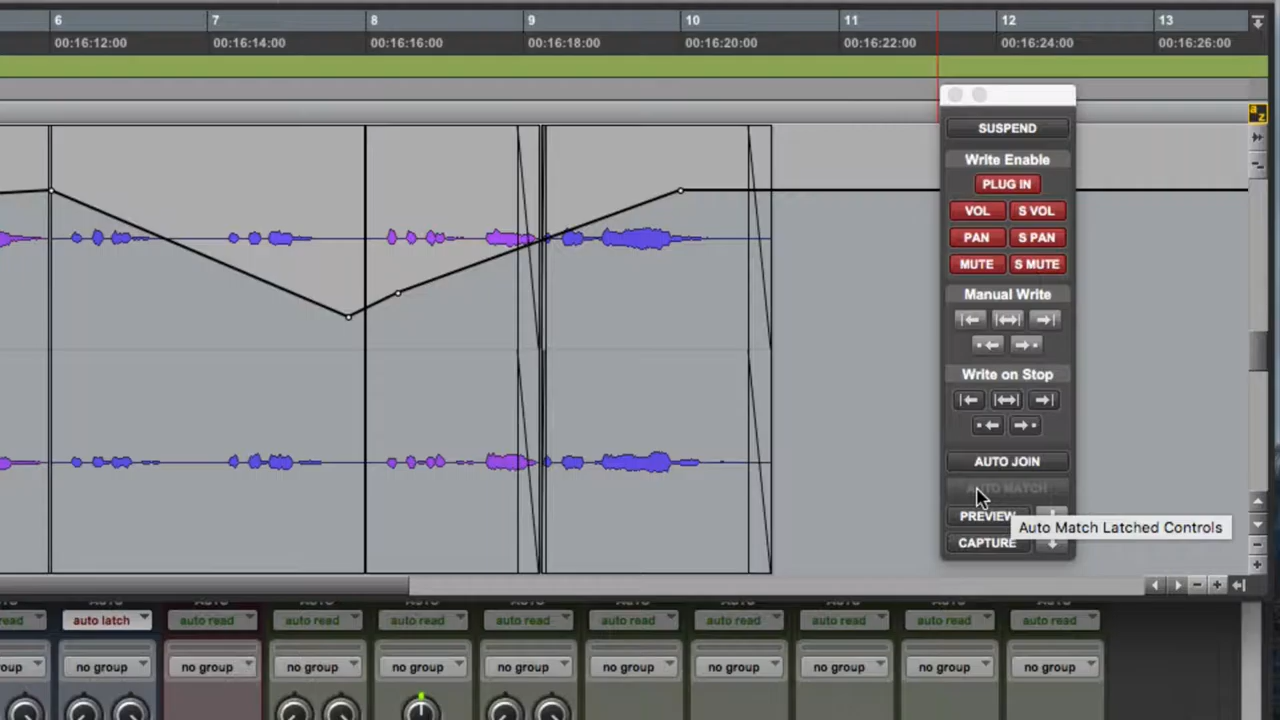 6 7 8 9 10 11 12 13
00:16:12:00 00:16:14:00 00:16:16:00 00:16:18:00 00:16:20:00 00:16:22:00 00:16:24:00 00:16:26:00
a z
SUSPEND
Write Enable
PLUG IN
VOL S VOL
PAN S PAN
MUTE S MUTE
Manual Write
Write on Stop
AUTO JOIN
AUTO MATCH
PREVIEW
Auto Match Latched Controls
CAPTURE
read auto latch auto read auto read auto read auto read auto read auto read auto read auto read auto read
no group no group no group no group no group no group no group no group no group no group